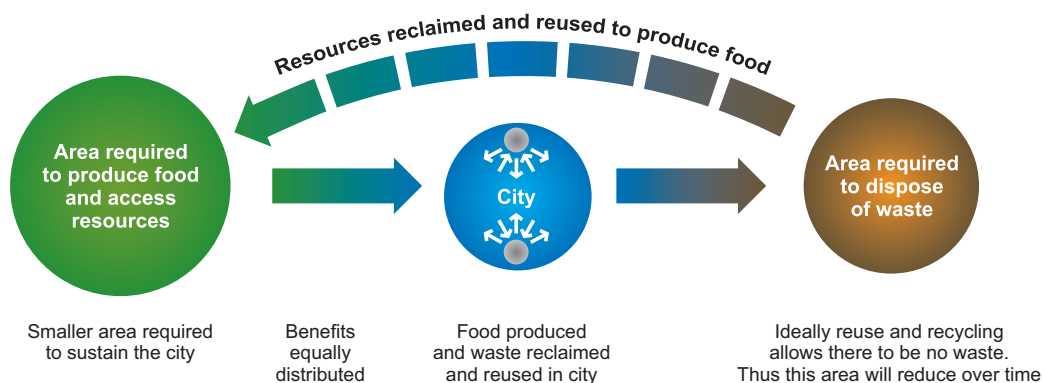 Resources reclaimed and reused to produce food
Area required
to produce food
and access
resources
City
Area required
to dispose
of waste
Smaller area required
to sustain the city
Benefits
equally
distributed
Food produced
and waste reclaimed
and reused in city
Ideally reuse and recycling
allows there to be no waste.
Thus this area will reduce over time